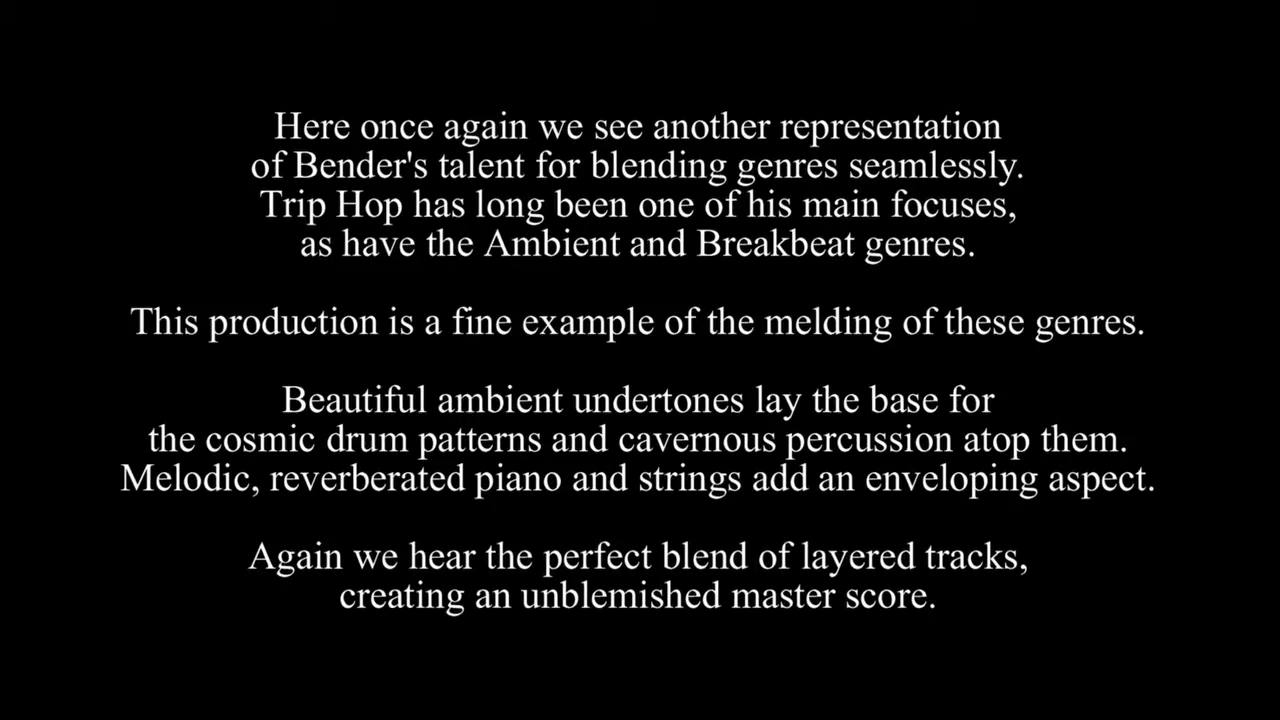 Here once again we see another representation
of Bender's talent for blending genres seamlessly.
Trip Hop has long been one of his main focuses,
as have the Ambient and Breakbeat genres.
This production is a fine example of the melding of these genres.
Beautiful ambient undertones lay the base for
the cosmic drum patterns and cavernous percussion atop them.
Melodic, reverberated piano and strings add an enveloping aspect.
Again we hear the perfect blend of layered tracks,
creating an unblemished master score.